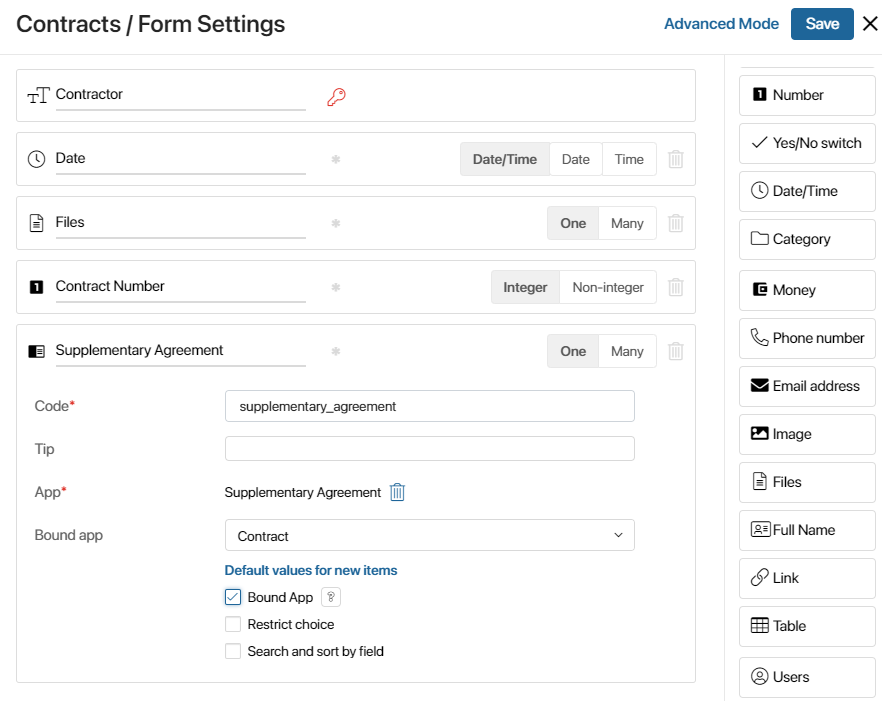 Contracts / Form Settings
Advanced Mode
Save
Contractor
Date
*
Date/Time
Date
Time
Files
*
One
Many
1
Contract Number
*
Integer
Non-integer
Supplementary Agreement
*
One
Many
Code*
supplementary_agreement
Tip
App*
Supplementary Agreement
Bound app
Contract
Default values for new items
Bound App
?
Restrict choice
Search and sort by field
1
Number
Yes/No switch
Date/Time
Category
Money
Phone number
Email address
Image
Files
Full Name
Link
Table
Users